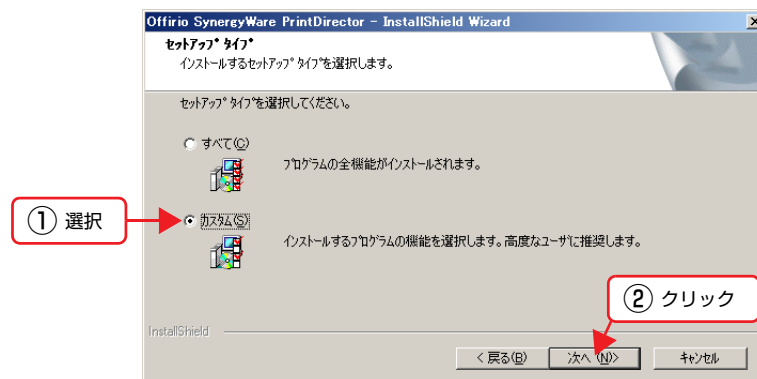 Offirio SynergyWare PrintDirector - InstallShield Wizard
セットアップ タイプ
インストールするセットアップ タイプを選択します。
セットアップ タイプを選択してください。
すべて(C)
プログラムの全機能がインストールされます。
① 選択
カスタム(S)
インストールするプログラムの機能を選択します。高度なユーザに推奨します。
② クリック
InstallShield
< 戻る(B)
次へ (N)>
キャンセル